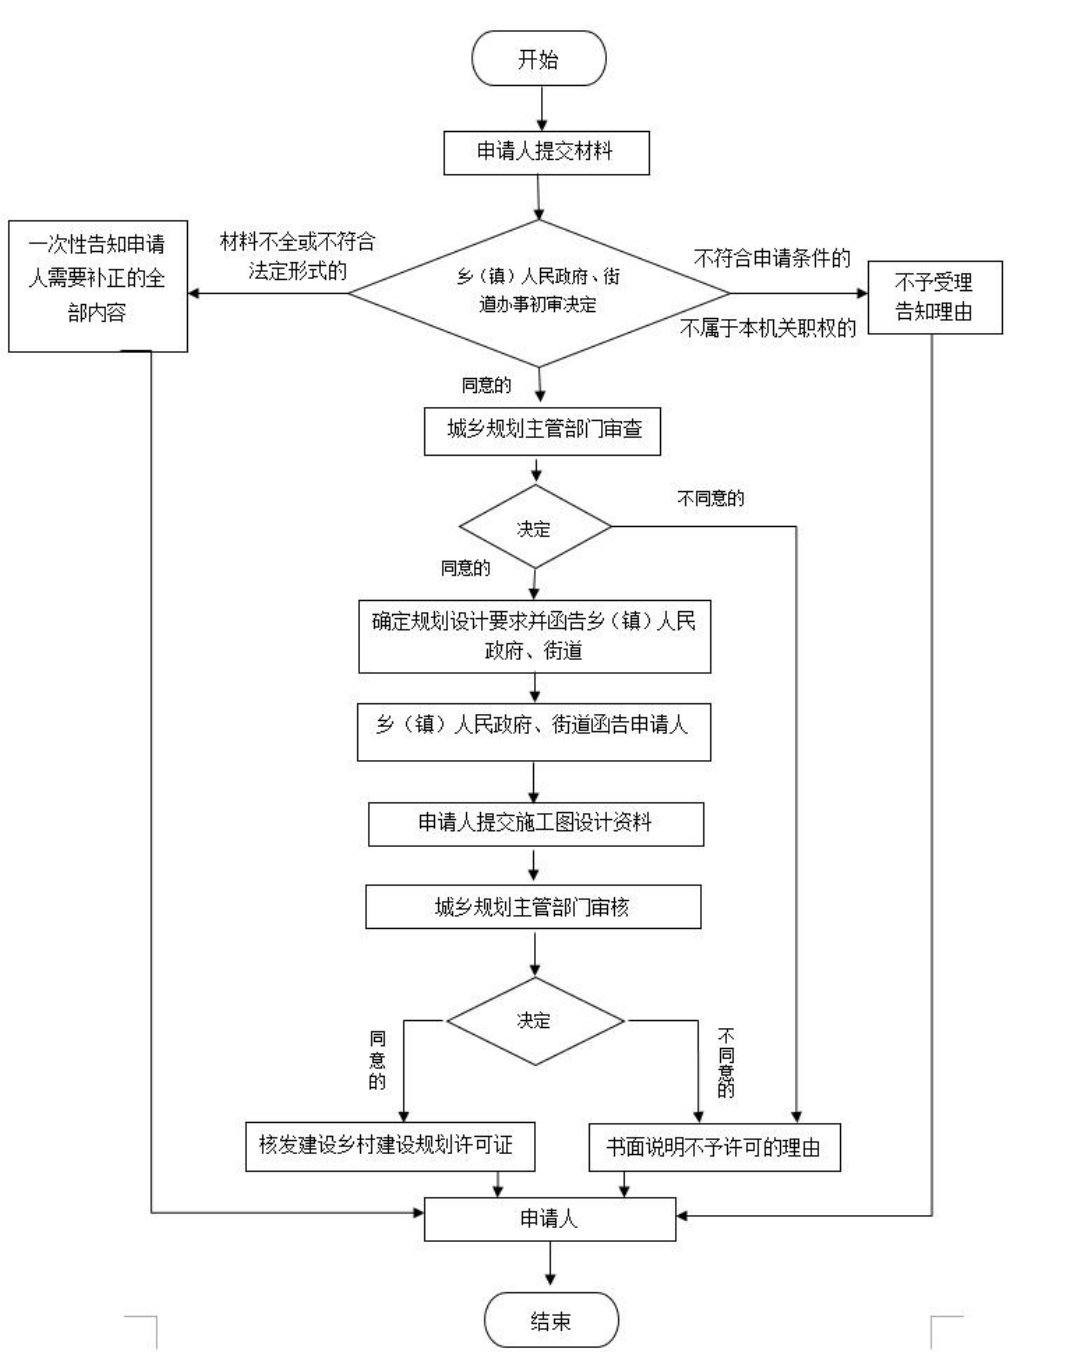 开始
申请人提交材料
一次性告知申请
人需要补正的全
部内容
材料不全或不符合
法定形式的
乡（镇）人民政府、街
道办事初审决定
不符合申请条件的
不属于本机关职权的
不予受理
告知理由
同意的
城乡规划主管部门审查
决定
不同意的
同意的
确定规划设计要求并函告乡（镇）人民
政府、街道
乡（镇）人民政府、街道函告申请人
申请人提交施工图设计资料
城乡规划主管部门审核
决定
同意的
不同意的
核发建设乡村建设规划许可证
书面说明不予许可的理由
申请人
结束